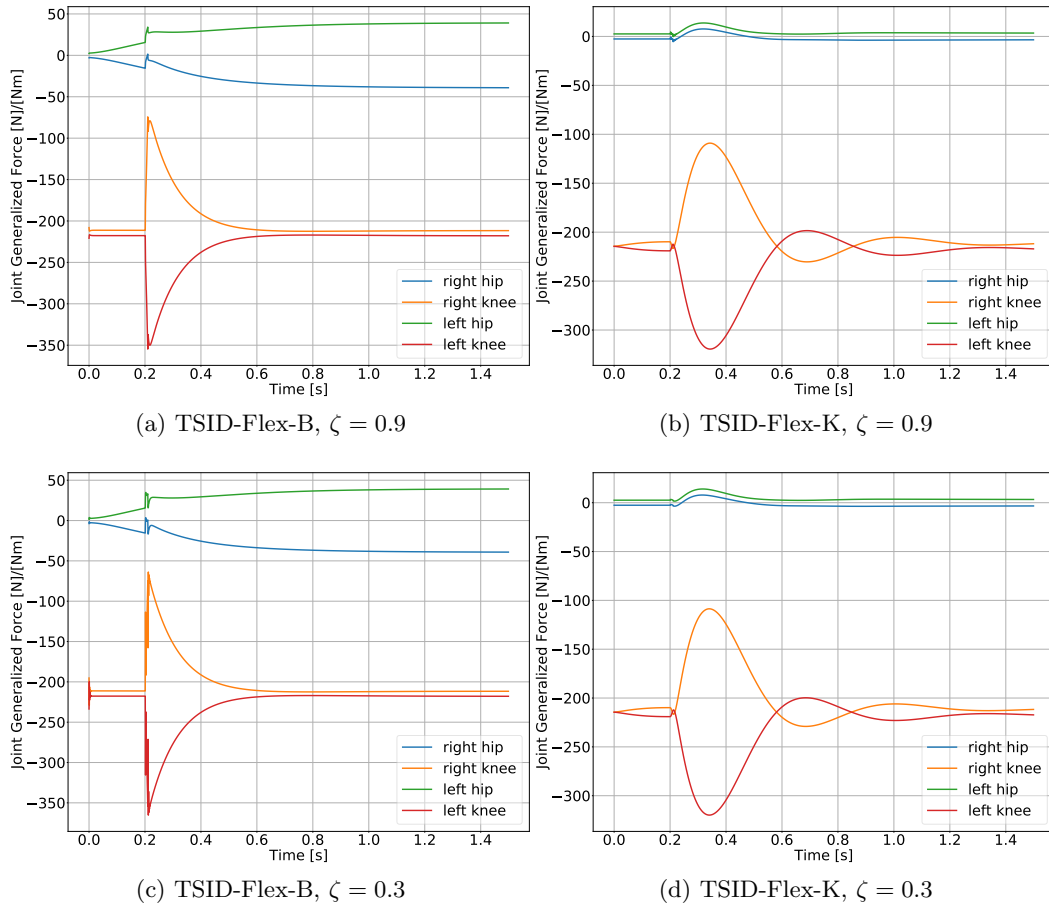 Joint Generalized Force [N]/[Nm]
50
0
−50
−100
−150
−200
−250
−300
−350
right hip
right knee
left hip
left knee
0.0 0.2 0.4 0.6 0.8 1.0 1.2 1.4
Time [s]
(a) TSID-Flex-B, ζ = 0.9
Joint Generalized Force [N]/[Nm]
0
−50
−100
−150
−200
−250
−300
right hip
right knee
left hip
left knee
0.0 0.2 0.4 0.6 0.8 1.0 1.2 1.4
Time [s]
(b) TSID-Flex-K, ζ = 0.9
Joint Generalized Force [N]/[Nm]
50
0
−50
−100
−150
−200
−250
−300
−350
right hip
right knee
left hip
left knee
0.0 0.2 0.4 0.6 0.8 1.0 1.2 1.4
Time [s]
(c) TSID-Flex-B, ζ = 0.3
Joint Generalized Force [N]/[Nm]
0
−50
−100
−150
−200
−250
−300
right hip
right knee
left hip
left knee
0.0 0.2 0.4 0.6 0.8 1.0 1.2 1.4
Time [s]
(d) TSID-Flex-K, ζ = 0.3